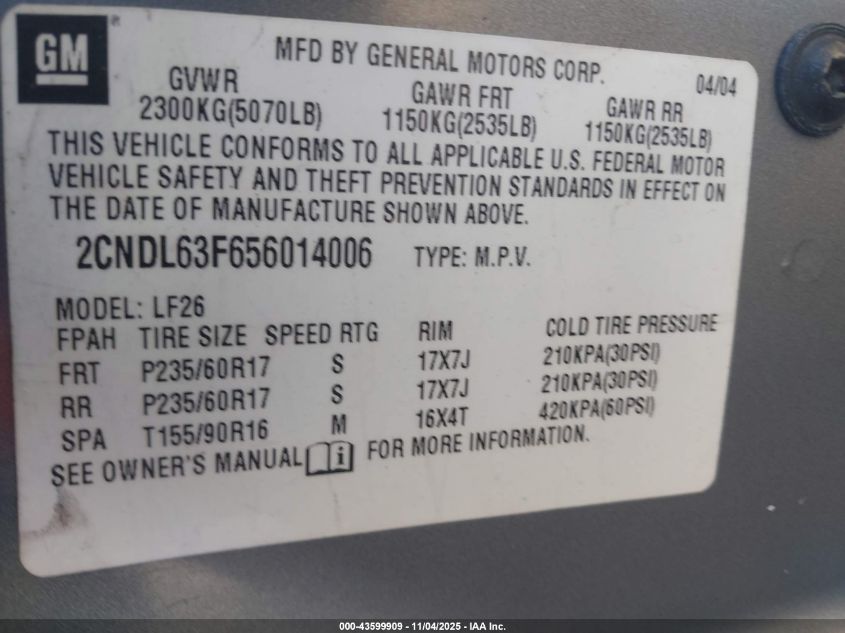 GM®
MFD BY GENERAL MOTORS CORP.
04/04
GVWR GAWR FRT GAWR RR
2300KG(5070LB) 1150KG(2535LB) 1150KG(2535LB)
THIS VEHICLE CONFORMS TO ALL APPLICABLE U.S. FEDERAL MOTOR
VEHICLE SAFETY AND THEFT PREVENTION STANDARDS IN EFFECT ON
THE DATE OF MANUFACTURE SHOWN ABOVE.
2CNDL63F656014006 TYPE: M.P.V.
MODEL: LF26
FPAH TIRE SIZE SPEED RTG RIM COLD TIRE PRESSURE
FRT P235/60R17 S 17X7J 210KPA(30PSI)
RR P235/60R17 S 17X7J 210KPA(30PSI)
SPA T155/90R16 M 16X4T 420KPA(60PSI)
SEE OWNER'S MANUAL i FOR MORE INFORMATION.
000-43599909 - 11/04/2025 - IAA Inc.